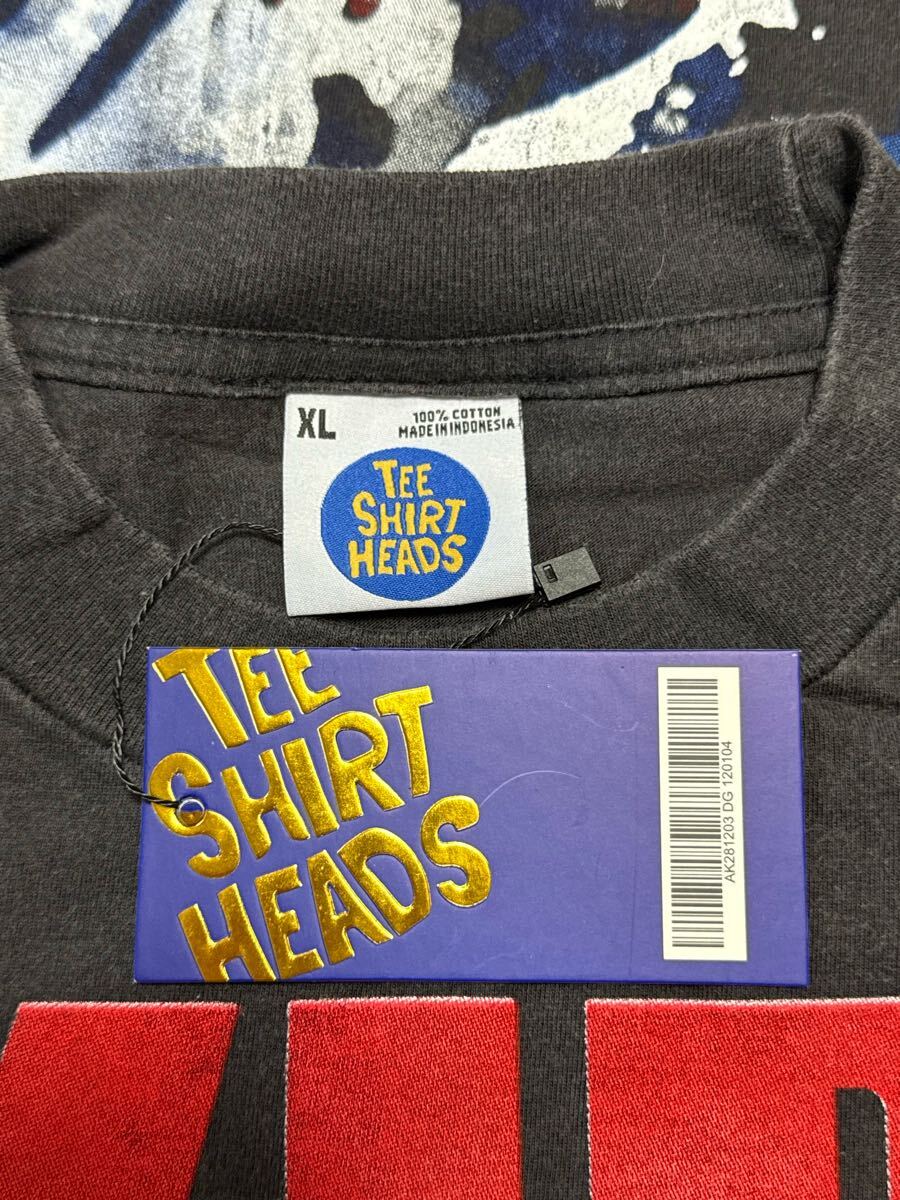 XL
100% COTTON
MADE IN INDONESIA
TEE
SHIRT
HEADS
TEE
SHIRT
HEADS
AK281203 DG 120104